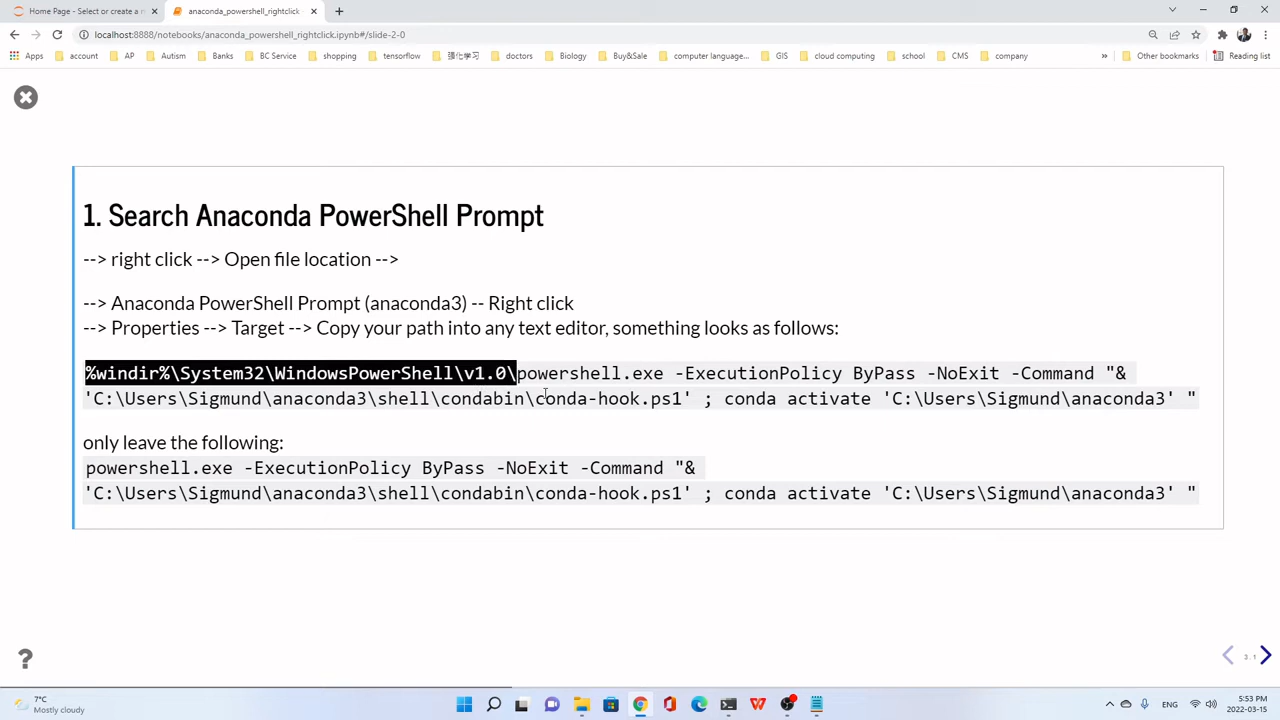 Home Page - Select or create a n
anaconda_powershell_rightclick
localhost:8888/notebooks/anaconda_powershell_rightclick.ipynb#/slide-2-0
Apps account AP Autism Banks BC Service shopping tensorflow 强化学习 doctors Biology Buy&Sale computer language... GIS cloud computing school CMS company » Other bookmarks Reading list
1. Search Anaconda PowerShell Prompt
--> right click --> Open file location -->
--> Anaconda PowerShell Prompt (anaconda3) -- Right click
--> Properties --> Target --> Copy your path into any text editor, something looks as follows:
%windir%\System32\WindowsPowerShell\v1.0\powershell.exe -ExecutionPolicy ByPass -NoExit -Command "&
'C:\Users\Sigmund\anaconda3\shell\condabin\conda-hook.ps1' ; conda activate 'C:\Users\Sigmund\anaconda3' "
only leave the following:
powershell.exe -ExecutionPolicy ByPass -NoExit -Command "&
'C:\Users\Sigmund\anaconda3\shell\condabin\conda-hook.ps1' ; conda activate 'C:\Users\Sigmund\anaconda3' "
?
3.1
7°C
Mostly cloudy
5:53 PM
2022-03-15